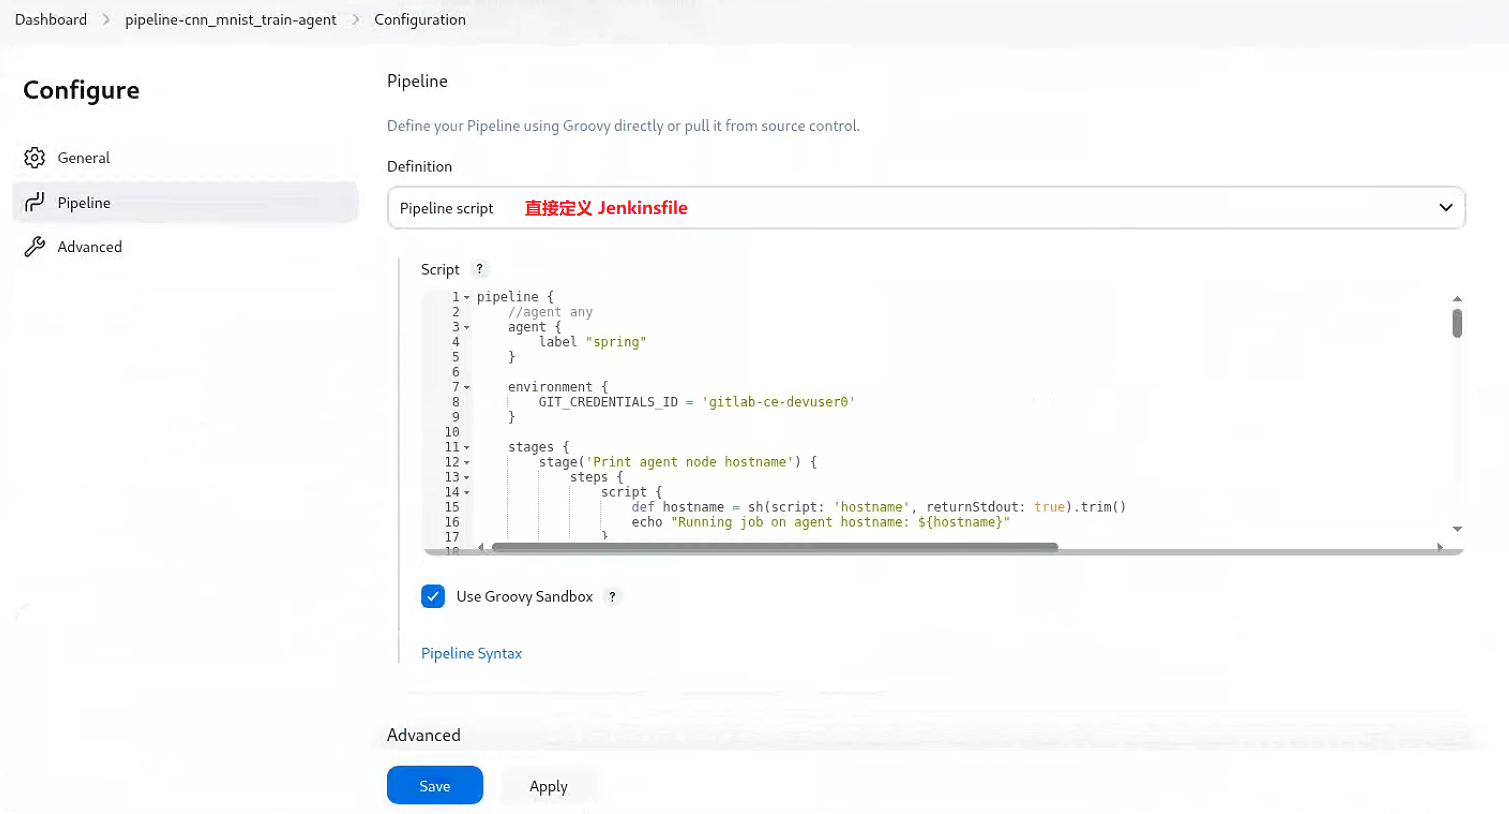 Dashboard > pipeline-cnn_mnist_train-agent > Configuration
Configure
General
Pipeline
Advanced
Pipeline
Define your Pipeline using Groovy directly or pull it from source control.
Definition
Pipeline script 直接定义 Jenkinsfile
Script ?
1 pipeline {
2 //agent any
3 agent {
4 label "spring"
5 }
6
7 environment {
8 GIT_CREDENTIALS_ID = 'gitlab-ce-devuser0'
9 }
10
11 stages {
12 stage('Print agent node hostname') {
13 steps {
14 script {
15 def hostname = sh(script: 'hostname', returnStdout: true).trim()
16 echo "Running job on agent hostname: ${hostname}"
17 }
18
Use Groovy Sandbox ?
Pipeline Syntax
Advanced
Save
Apply